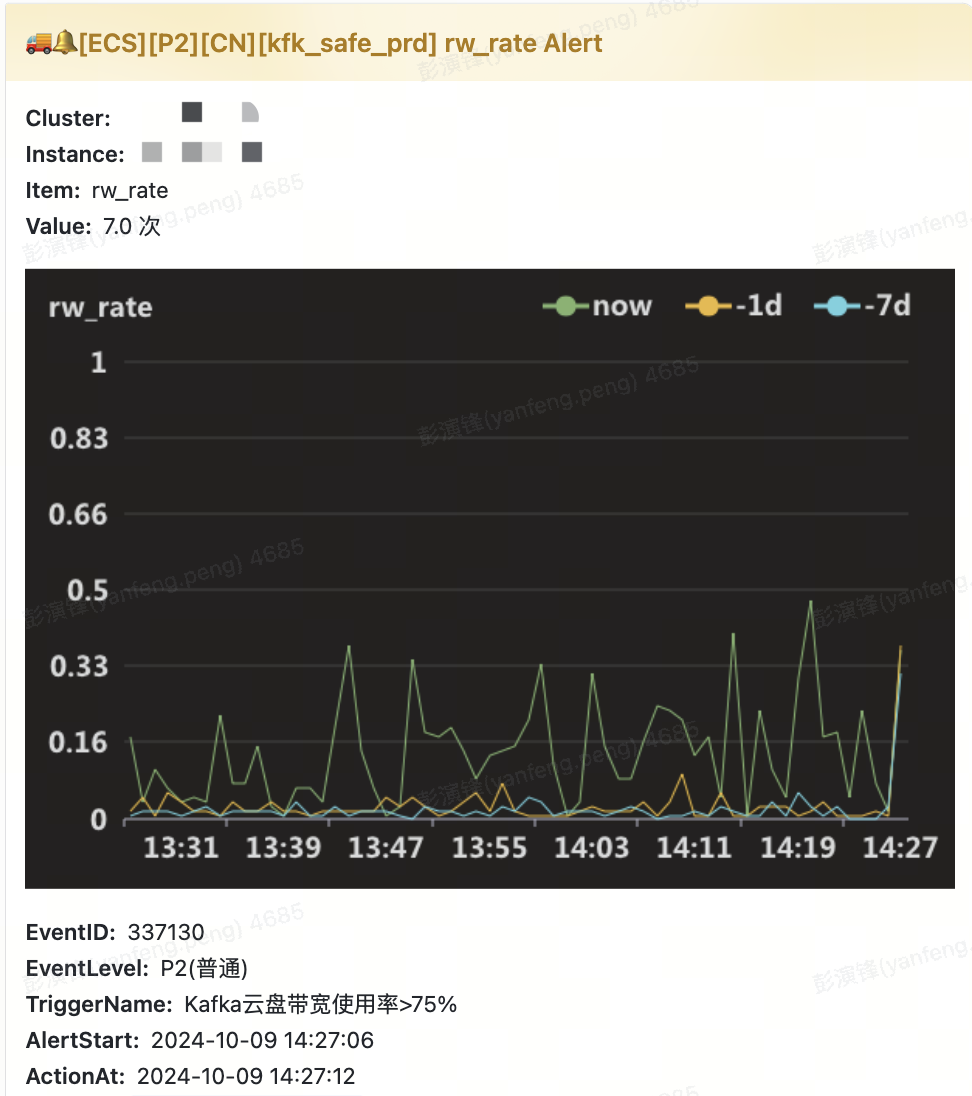 🚚🔔[ECS][P2][CN][kfk_safe_prd] rw_rate Alert
Cluster:
Instance:
Item: rw_rate
Value: 7.0 次
rw_rate
now -1d -7d
1
0.83
0.66
0.5
0.33
0.16
0
13:31 13:39 13:47 13:55 14:03 14:11 14:19 14:27
EventID: 337130
EventLevel: P2(普通)
TriggerName: Kafka云盘带宽使用率>75%
AlertStart: 2024-10-09 14:27:06
ActionAt: 2024-10-09 14:27:12
彭演锋(yanfeng.peng) 4685